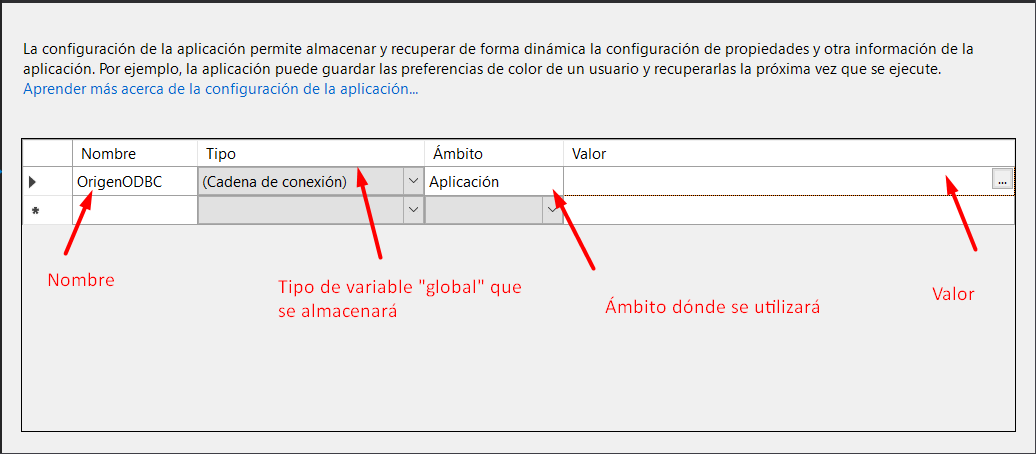 La configuración de la aplicación permite almacenar y recuperar de forma dinámica la configuración de propiedades y otra información de la
aplicación. Por ejemplo, la aplicación puede guardar las preferencias de color de un usuario y recuperarlas la próxima vez que se ejecute.
Aprender más acerca de la configuración de la aplicación...
Nombre Tipo Ámbito Valor
OrigenODBC (Cadena de conexión) Aplicación ...
*
Nombre
Tipo de variable "global" que
se almacenará
Ámbito dónde se utilizará
Valor